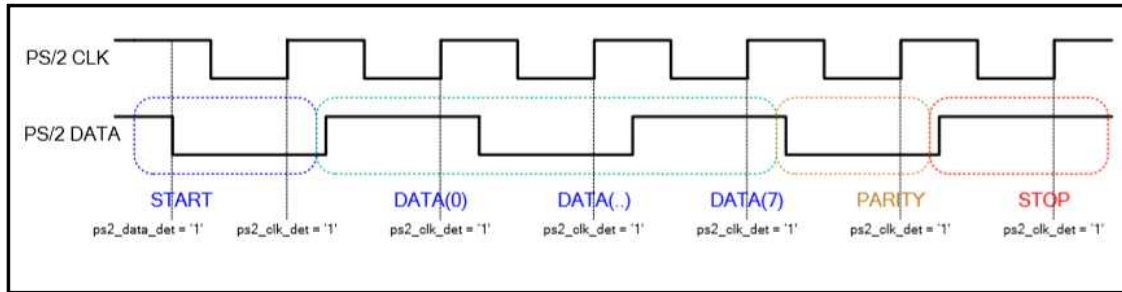 PS/2 CLK
PS/2 DATA
START DATA(0) DATA(..) DATA(7) PARITY STOP
ps2_data_det = '1' ps2_clk_det = '1' ps2_clk_det = '1' ps2_clk_det = '1' ps2_clk_det = '1' ps2_clk_det = '1' ps2_clk_det = '1'